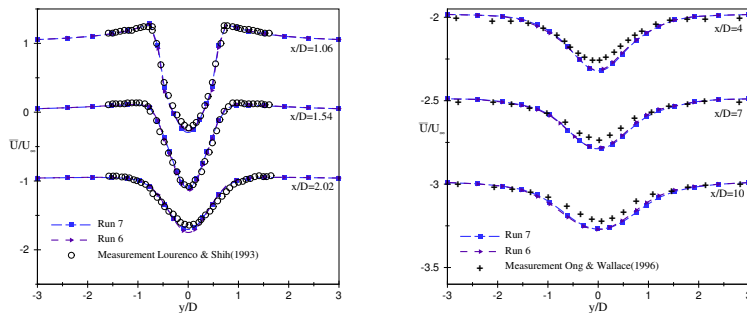 1
0
-1
-2
U/U∞
x/D=1.06
x/D=1.54
x/D=2.02
Run 7
Run 6
Measurement Lourenco & Shih(1993)
-3 -2 -1 0 1 2 3
y/D
-2
-2.5
-3
-3.5
U/U∞
x/D=4
x/D=7
x/D=10
Run 7
Run 6
Measurement Ong & Wallace(1996)
-3 -2 -1 0 1 2 3
y/D